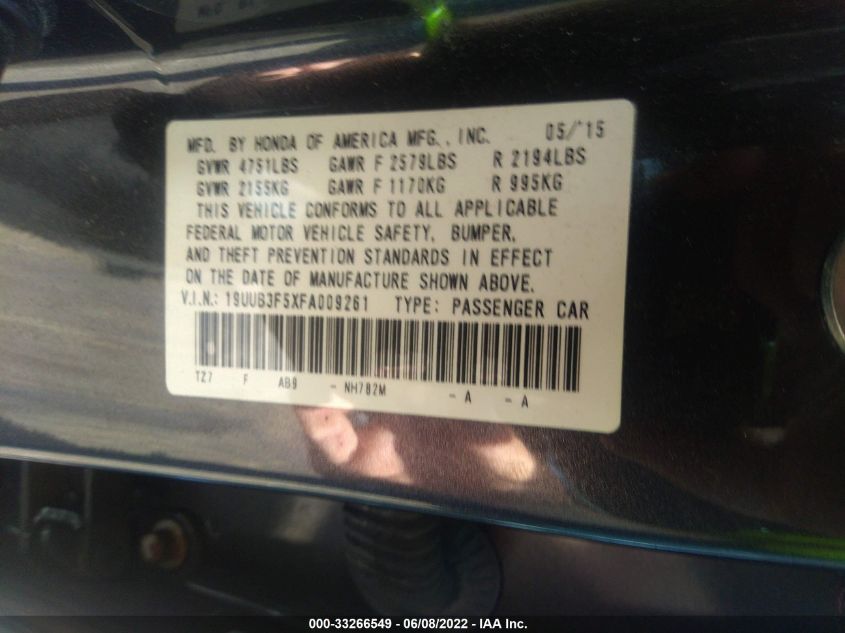 MFD. BY HONDA OF AMERICA MFG., INC. 05/'15
GVWR 4751LBS GAWR F 2579LBS R 2194LBS
GVWR 2155KG GAWR F 1170KG R 995KG
THIS VEHICLE CONFORMS TO ALL APPLICABLE
FEDERAL MOTOR VEHICLE SAFETY, BUMPER,
AND THEFT PREVENTION STANDARDS IN EFFECT
ON THE DATE OF MANUFACTURE SHOWN ABOVE.
V.I.N.: 19UUB3F5XFA009261 TYPE: PASSENGER CAR
TZ7 F AB9 - NH782M - A - A
000-33266549 - 06/08/2022 - IAA Inc.